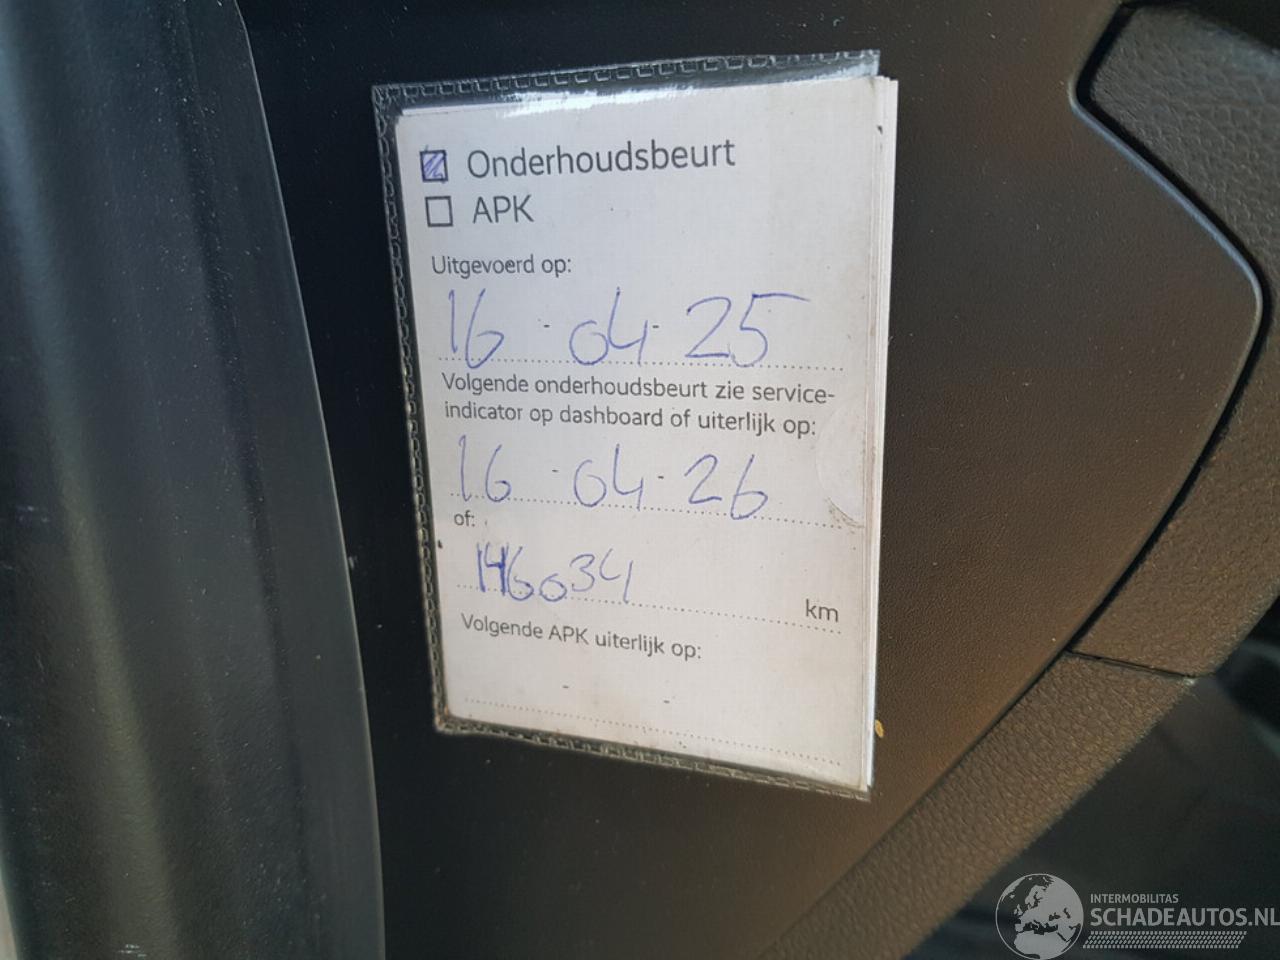 Onderhoudsbeurt
APK
Uitgevoerd op:
16 - 04 - 25
Volgende onderhoudsbeurt zie service-
indicator op dashboard of uiterlijk op:
16 - 04 - 26
of:
146034 km
Volgende APK uiterlijk op:
- -
INTERMOBILITAS
SCHADEAUTOS.NL